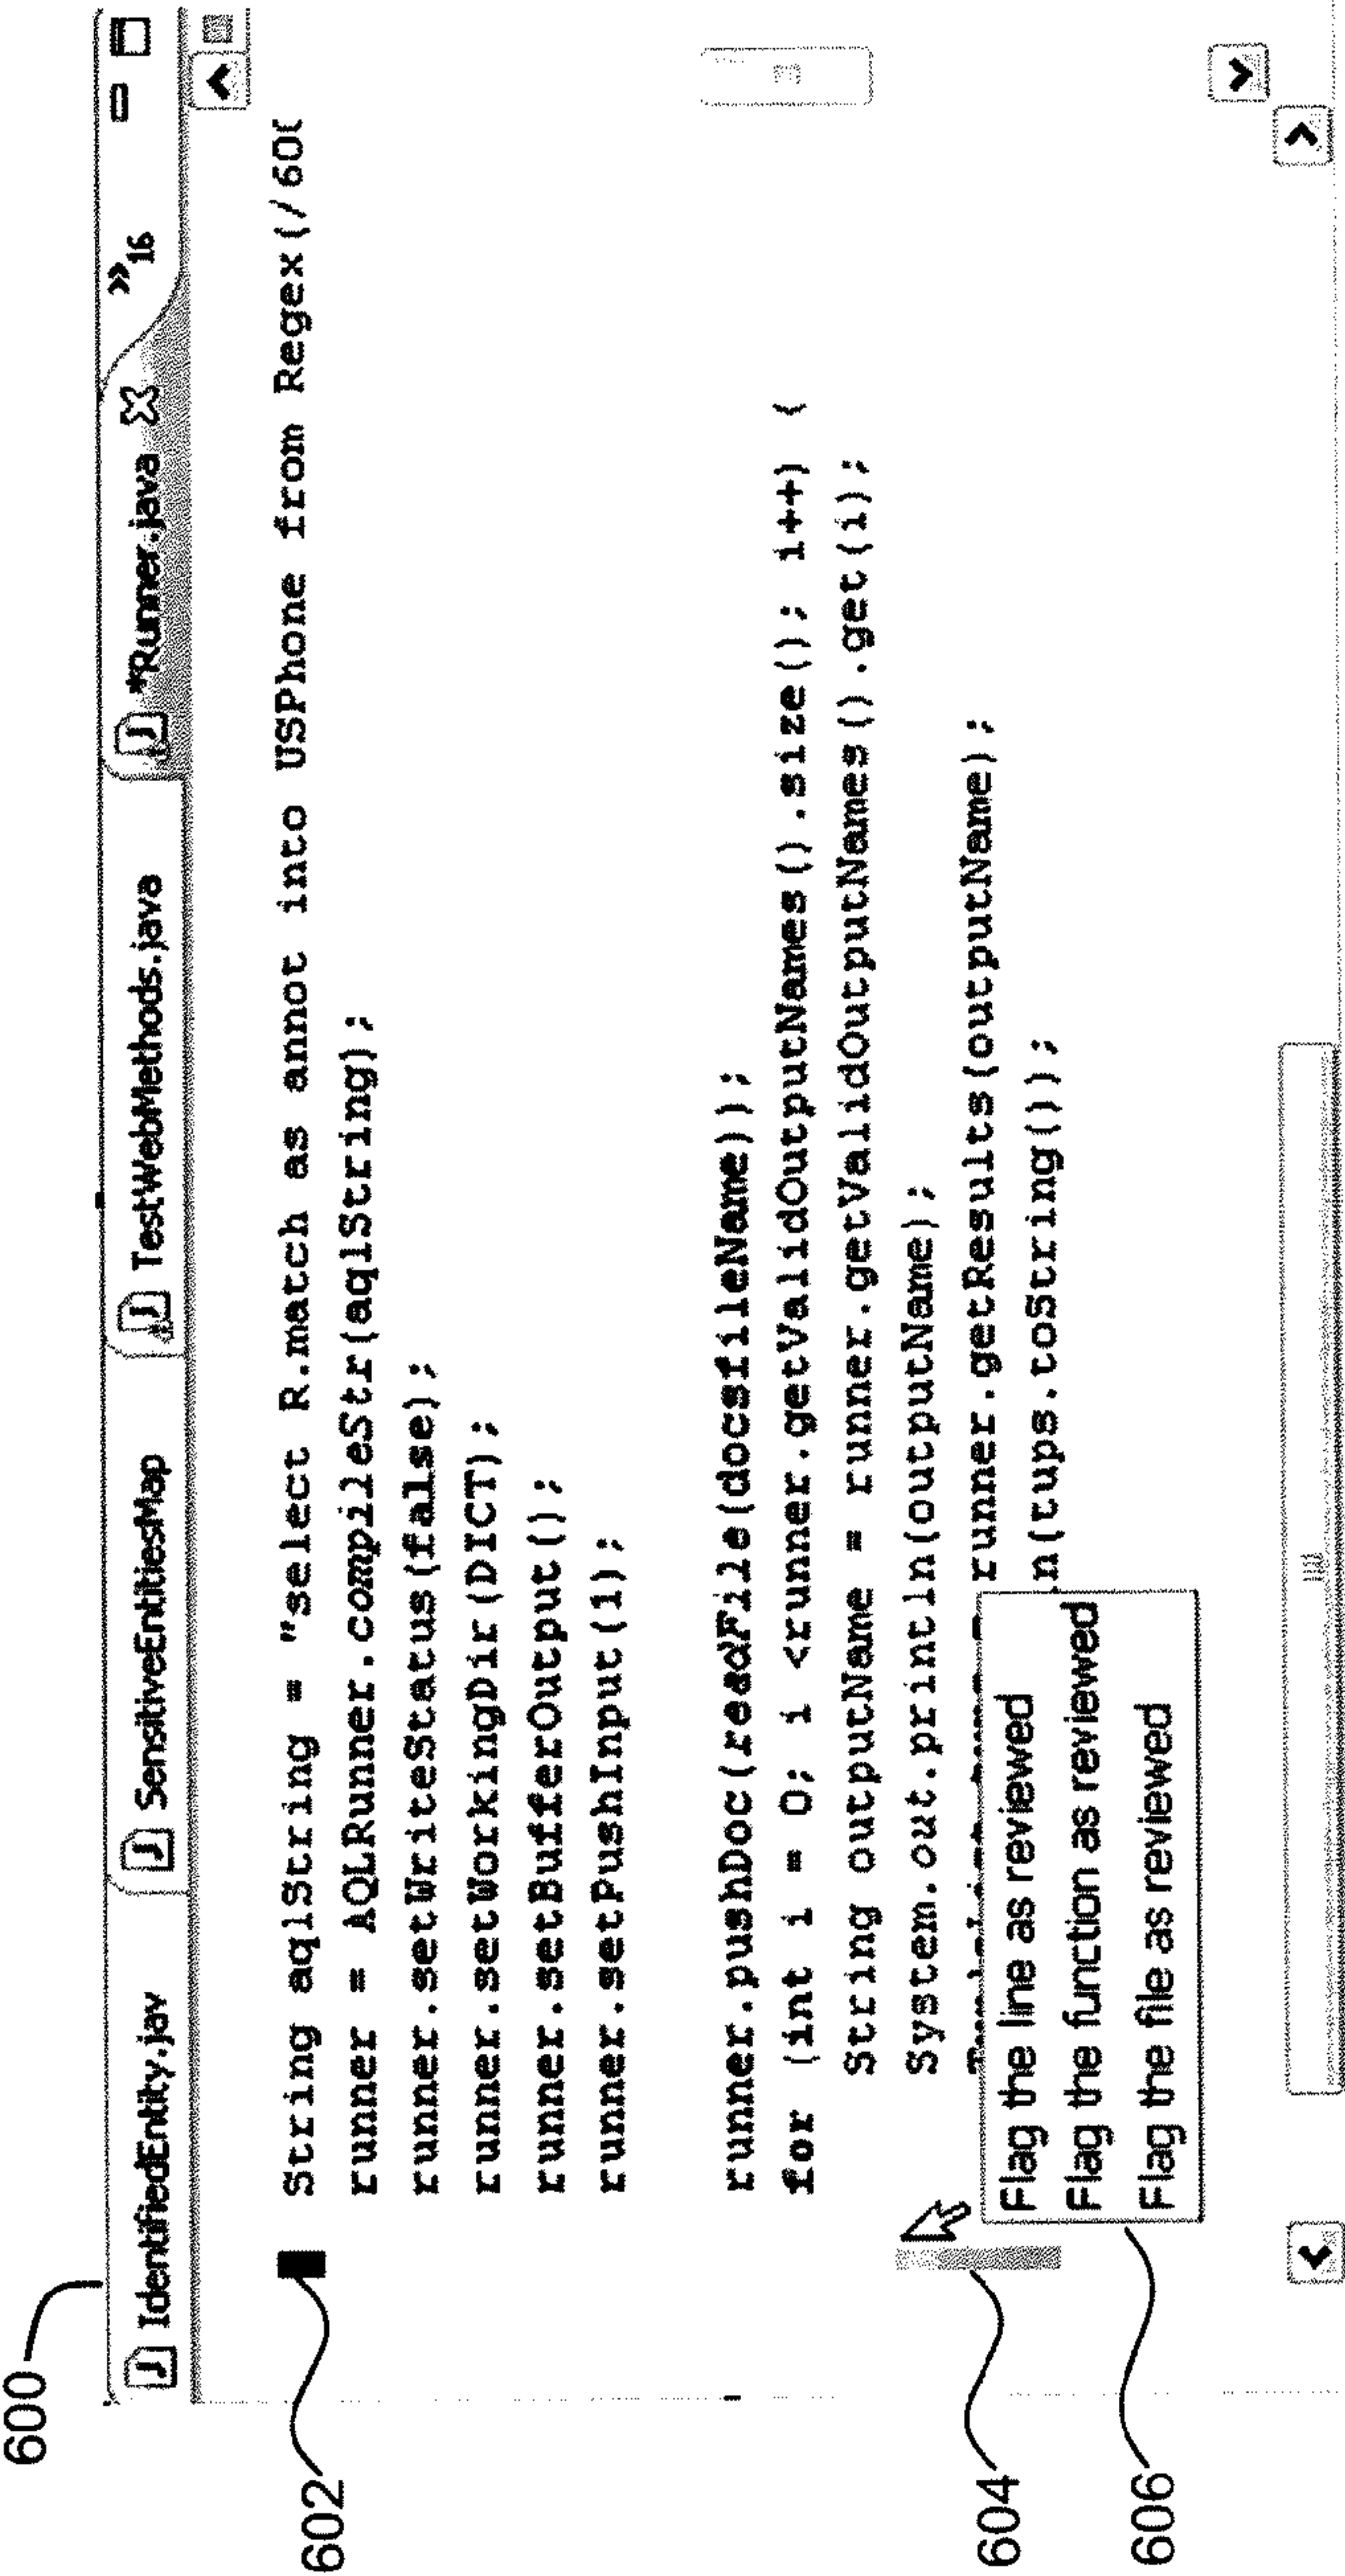 600
IdentifiedEntity.jav SensitiveEntitiesMap TestWebMethods.java *Runner.java »16
602
String aqlString = "select R.match as annot into USPhone from Regex(/60(
runner = AQLRunner.compileStr(aqlString);
runner.setWriteStatus(false);
runner.setWorkingDir(DICT);
runner.setBufferOutput();
runner.setPushInput(1);
runner.pushDoc(readFile(docsfileName));
for (int i = 0; i <runner.getValidOutputNames().size(); i++) {
String outputName = runner.getValidOutputNames().get(i);
System.out.println(outputName);
604
runner.getResults(outputName);
n(tups.toString());
Flag the line as reviewed
Flag the function as reviewed
Flag the file as reviewed
606